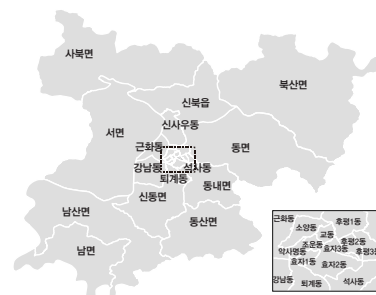 사북면
북산면
신북읍
신사우동
서면
근화동
동면
강남동
석사동
퇴계동
동내면
신동면
남산면
동산면
남면
근화동
후평1동
소양동
교동
조운동
후평2동
약사명동
효자3동
후평3동
효자1동
효자2동
강남동
퇴계동
석사동